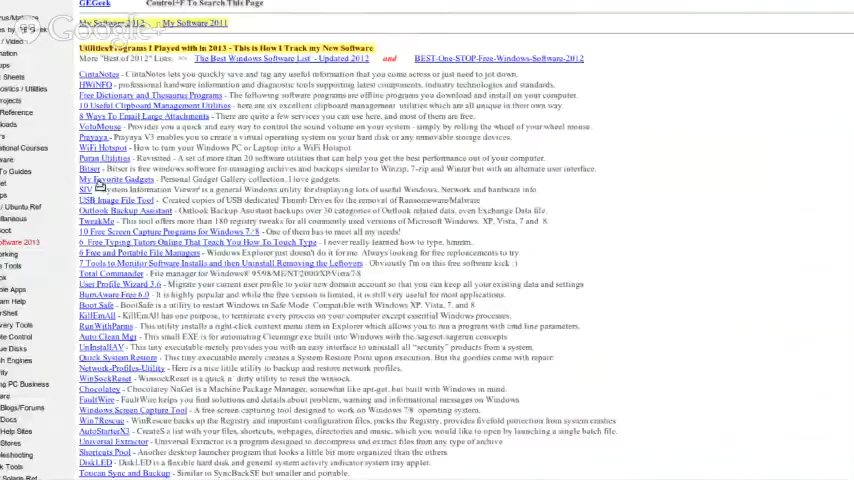 GEGeek Control+F To Search This Page
My Software 2012 :: My Software 2011
Google+
Utilities/Programs I Played with in 2013 - This is How I Track my New Software
More "Best of 2012" Lists: >> The Best Windows Software List - Updated 2012 and BEST-One-STOP-Free-Windows-Software-2012
CintaNotes - CintaNotes lets you quickly save and tag any useful information that you come across or just need to jot down.
HWiNFO - professional hardware information and diagnostic tools supporting latest components, industry technologies and standards.
Free Dictionary and Thesaurus Programs - The following software programs are offline programs you download and install on your computer.
10 Useful Clipboard Management Utilities - here are six excellent clipboard management utilities which are all unique in their own way.
8 Ways To Email Large Attachments - There are quite a few services you can use here, and most of them are free.
VoluMouse - Provides you a quick and easy way to control the sound volume on your system - simply by rolling the wheel of your wheel mouse.
Prayaya - Prayaya V3 enables you to create a virtual operating system on your hard disk or any removable storage devices.
WiFi Hotspot - How to turn your Windows PC or Laptop into a WiFi Hotspot
Puran Utilities - Revisited - A set of more than 20 software utilities that can help you get the best performance out of your computer.
Bitser - Bitser is free windows software for managing archives and backups similar to Winzip, 7-zip and Winrar but with an alternate user interface.
My Favorite Gadgets - Personal Gadget Gallery collection, I love gadgets.
SIV - System Information Viewer is a general Windows utility for displaying lots of useful Windows, Network and hardware info.
USB Image File Tool - Created copies of USB dedicated Thumb Drives for the removal of Ransomeware/Malware
Outlook Backup Assistant - Outlook Backup Assistant backups over 30 categories of Outlook related data, even Exchange Data file.
TweakMe - This tool offers more than 180 registry tweaks for all commonly used versions of Microsoft Windows. XP, Vista, 7 and 8.
10 Free Screen Capture Programs for Windows 7/8 - One of them has to meet all my needs!
6 Free Typing Tutors Online That Teach You How To Touch Type - I never really learned how to type, hmmm.
6 Free and Portable File Managers - Windows Explorer just doesn't do it for me. Always looking for free replcements to try
7 Tools to Monitor Software Installs and then Uninstall Removing the Leftovers - Obviously I'm on this free software kick :)
Total Commander - File manager for Windows® 95/98/ME/NT/2000/XP/Vista/7/8
User Profile Wizard 3.6 - Migrate your current user profile to your new domain account so that you can keep all your existing data and settings
BurnAware Free 6.0 - It is highly popular and while the free version is limited, it is still very useful for most applications.
Boot Safe - BootSafe is a utility to restart Windows in Safe Mode. Compatible with Windows XP, Vista, 7, and 8
KillEmAll - KillEmAll has one purpose, to terminate every process on your computer except essential Windows processes.
RunWithParms - This utility installs a right-click context menu item in Explorer which allows you to run a program with cmd line parameters.
Auto Clean Mgr - This small EXE is for automating Cleanmgr.exe built into Windows with the /sageset:/sagerun concepts
UnInstallAV - This tiny executable merely provides you with an easy interface to uninstall all "security" products from a system.
Quick System Restore - This tiny executable merely creates a System Restore Point upon execution. But the goodies come with repair:
Network-Profiles-Utility - Here is a nice little utility to backup and restore network profiles.
WinSockReset - WinsockReset is a quick n' dirty utility to reset the winsock.
Chocolatey - Chocolatey NuGet is a Machine Package Manager, somewhat like apt-get, but built with Windows in mind.
FaultWire - FaultWire helps you find solutions and details about problem, warning and informational messages on Windows
Windows Screen Capture Tool - A free screen capturing tool designed to work on Windows 7/8 operating system.
Win7Rescue - WinRescue backs up the Registry and important configuration files, packs the Registry, provides fivefold protection from system
AutoStarterX3 - CreateS a list with your files, shortcuts, webpages, directories and music, which you would like to open by launching a single batch file.
Universal Extractor - Universal Extractor is a program designed to decompress and extract files from any type of archive
Shortcuts Pool - Another desktop launcher program that looks a little bit more organized than the others
DiskLED - DiskLED is a flexible hard disk and general system activity indicator system tray applet.
Toucan Sync and Backup - Similar to SyncBackSE but smaller and portable.